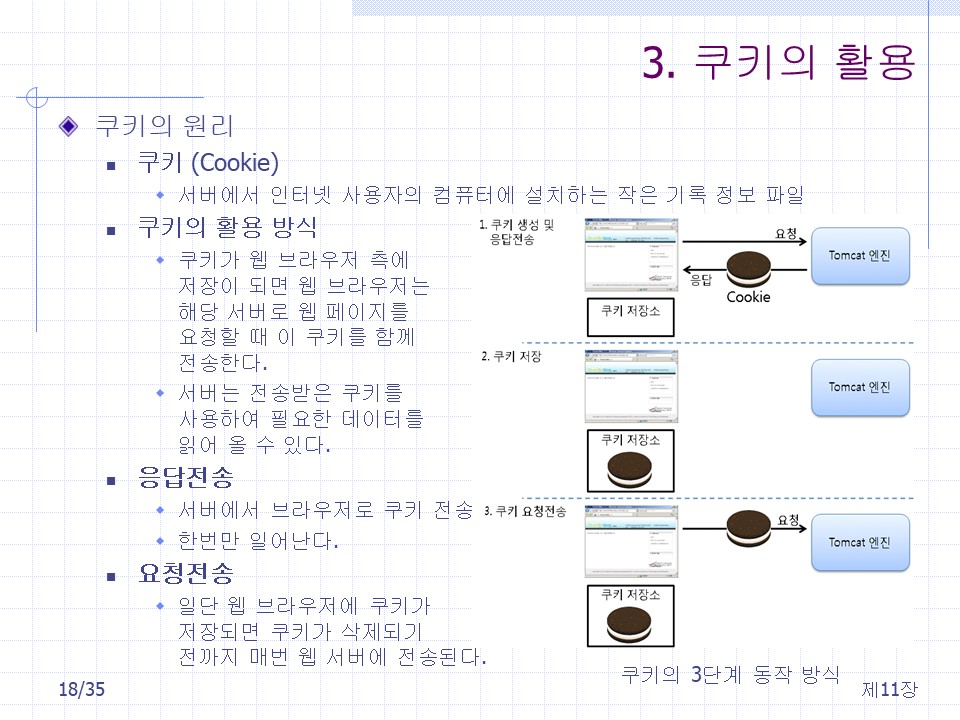 3. 쿠키의 활용
쿠키의 원리
쿠키 (Cookie)
서버에서 인터넷 사용자의 컴퓨터에 설치하는 작은 기록 정보 파일
쿠키의 활용 방식
쿠키가 웹 브라우저 측에
저장이 되면 웹 브라우저는
해당 서버로 웹 페이지를
요청할 때 이 쿠키를 함께
전송한다.
서버는 전송받은 쿠키를
사용하여 필요한 데이터를
읽어 올 수 있다.
응답전송
서버에서 브라우저로 쿠키 전송
한번만 일어난다.
요청전송
일단 웹 브라우저에 쿠키가
저장되면 쿠키가 삭제되기
전까지 매번 웹 서버에 전송된다.
1. 쿠키 생성 및
응답전송
요청
Tomcat 엔진
응답
Cookie
쿠키 저장소
2. 쿠키 저장
Tomcat 엔진
쿠키 저장소
3. 쿠키 요청전송
요청
Tomcat 엔진
쿠키 저장소
쿠키의 3단계 동작 방식
18/35
제11장